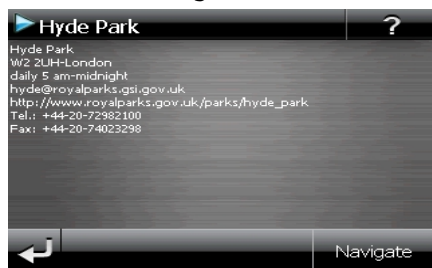 Hyde Park
?
Hyde Park
W2 2UH-London
daily 5 am-midnight
hyde@royalparks.gsi.gov.uk
http://www.royalparks.gov.uk/parks/hyde_park
Tel.: +44-20-72982100
Fax: +44-20-74023298
Navigate